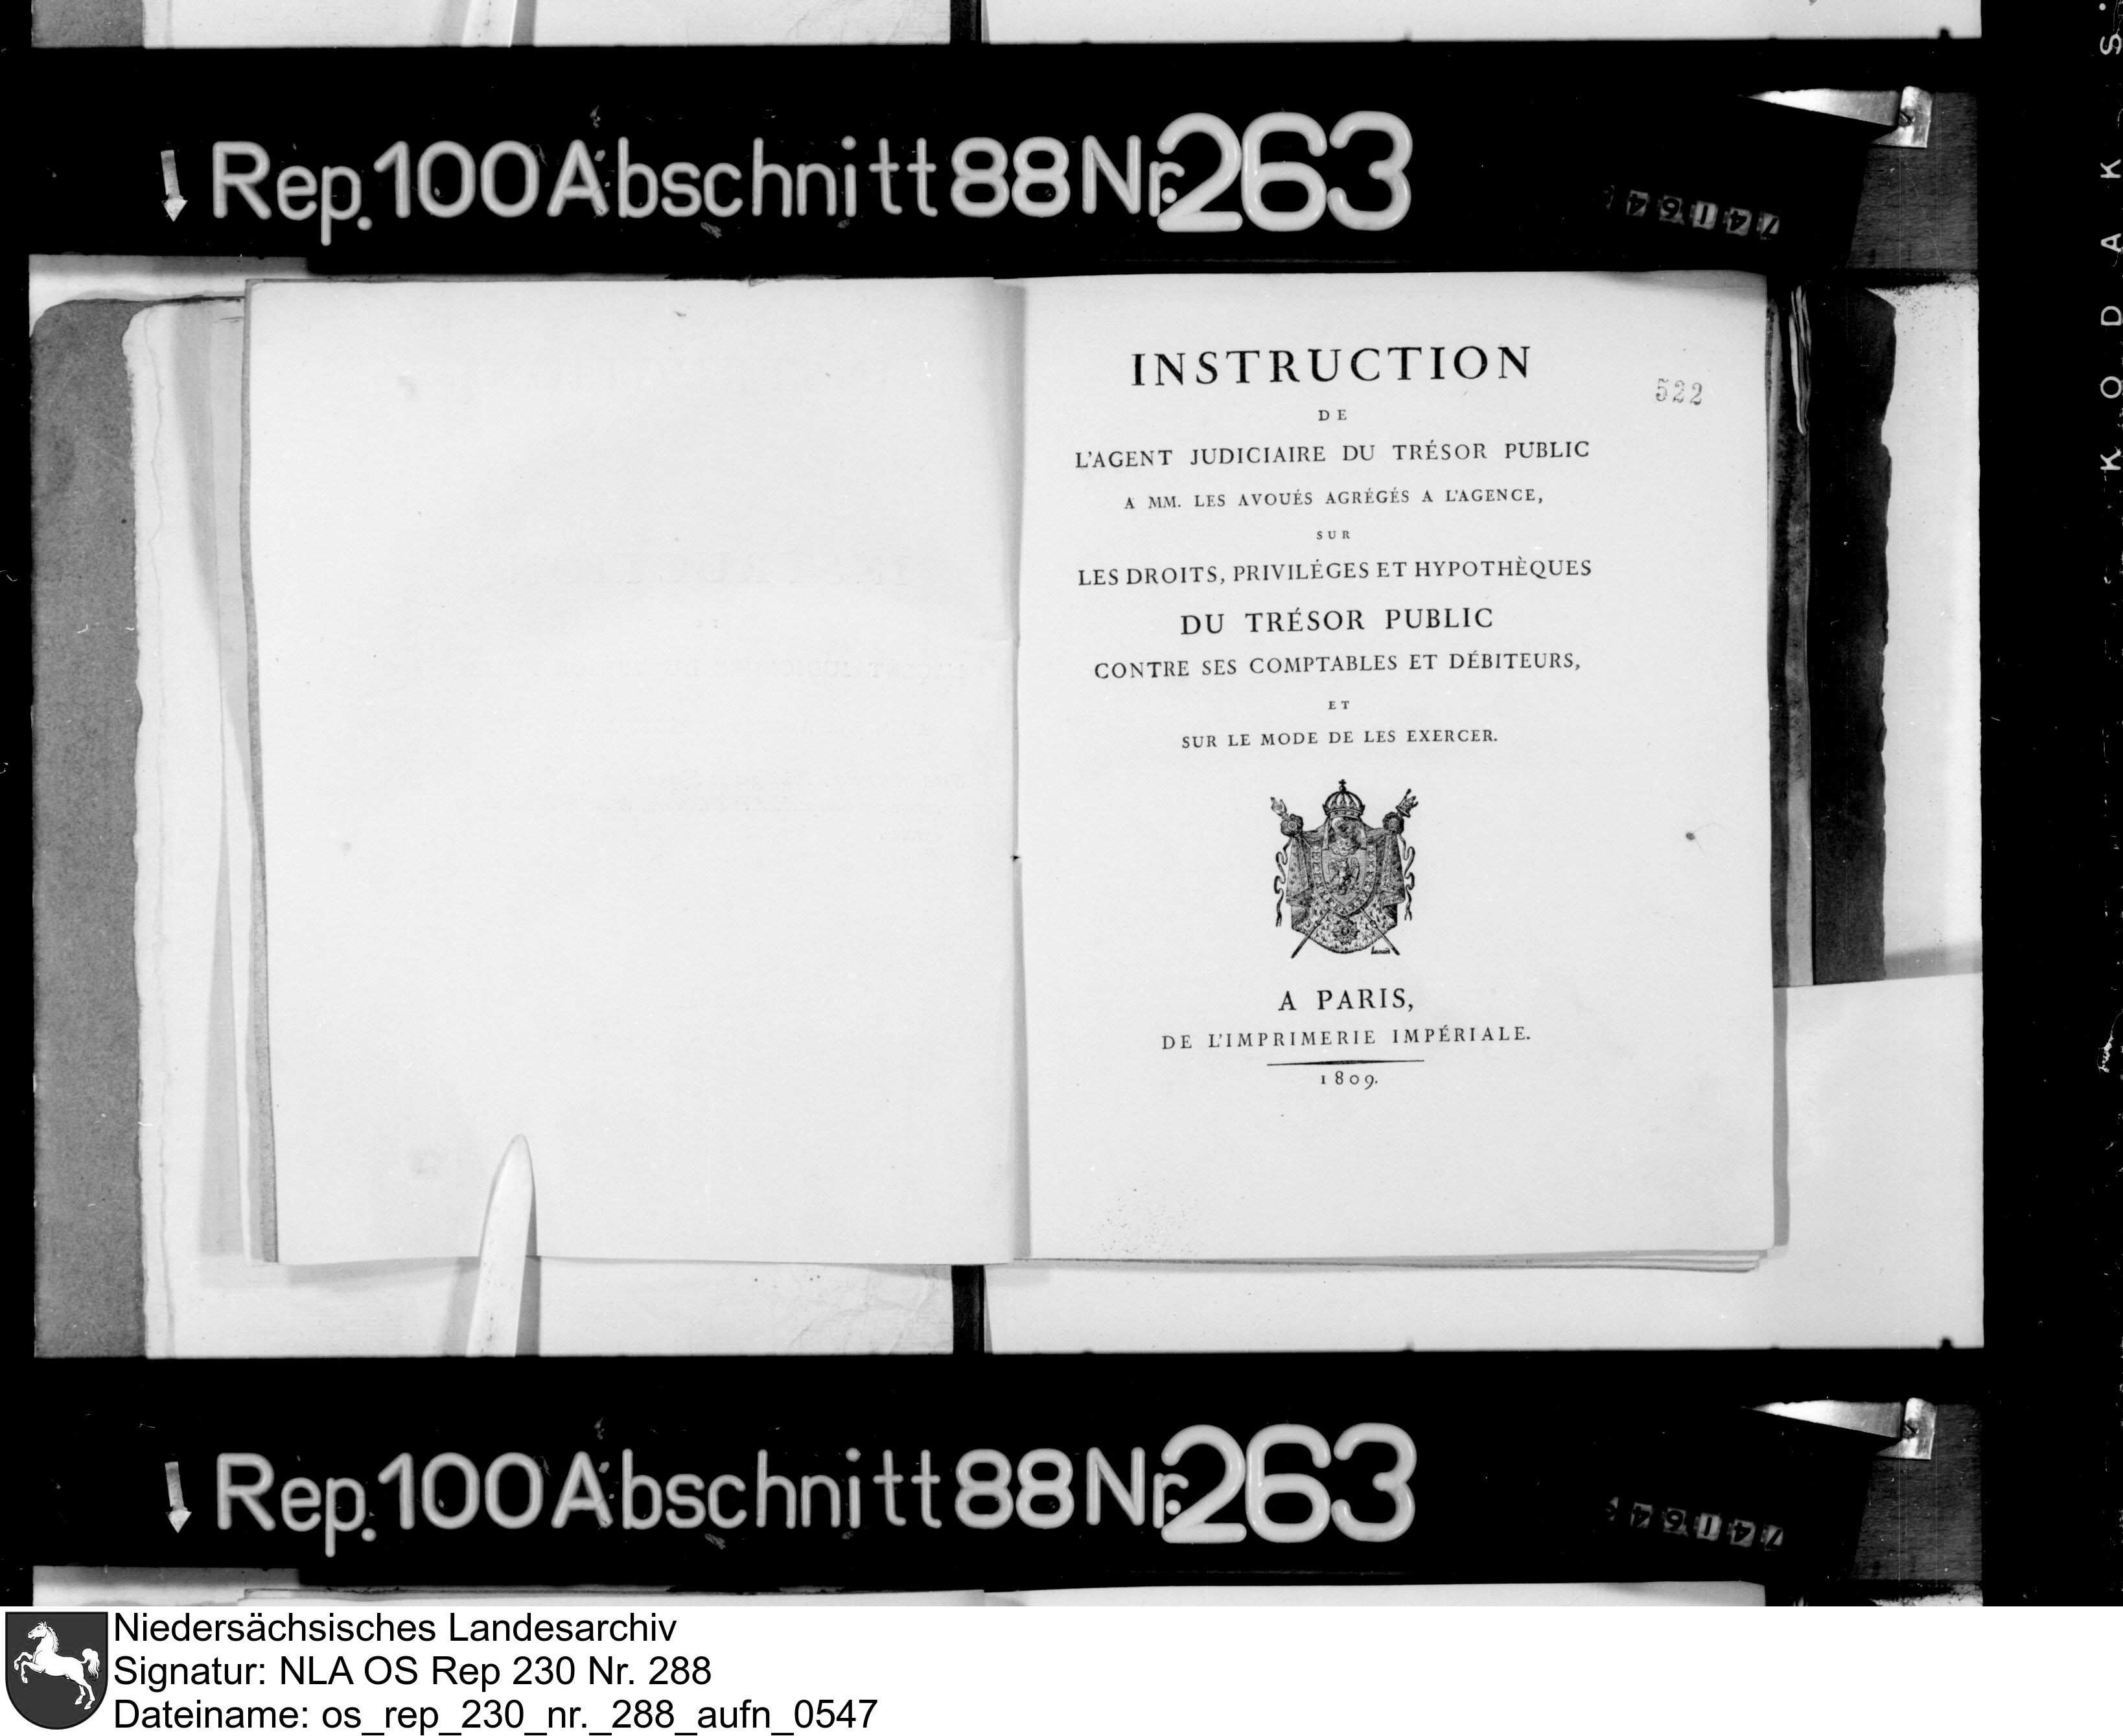 Rep. 100 Abschnitt 88 Nr. 263
INSTRUCTION
522
DE
L'AGENT JUDICIAIRE DU TRÉSOR PUBLIC
A MM. LES AVOUÉS AGRÉGÉS A L'AGENCE,
SUR
LES DROITS, PRIVILÉGES ET HYPOTHÈQUES
DU TRÉSOR PUBLIC
CONTRE SES COMPTABLES ET DÉBITEURS,
ET
SUR LE MODE DE LES EXERCER.
A PARIS,
DE L'IMPRIMERIE IMPÉRIALE.
1809.
Rep. 100 Abschnitt 88 Nr. 263
KODAK
Niedersächsisches Landesarchiv
Signatur: NLA OS Rep 230 Nr. 288
Dateiname: os_rep_230_nr._288_aufn_0547